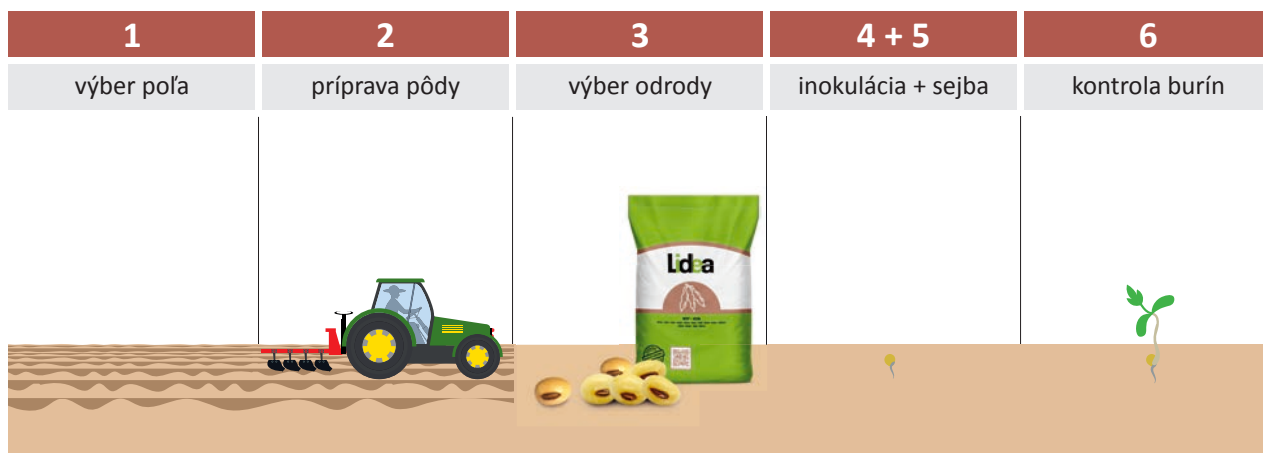 1
2
3
4 + 5
6
výber poľa
príprava pôdy
výber odrody
inokulácia + sejba
kontrola burín
Lidea